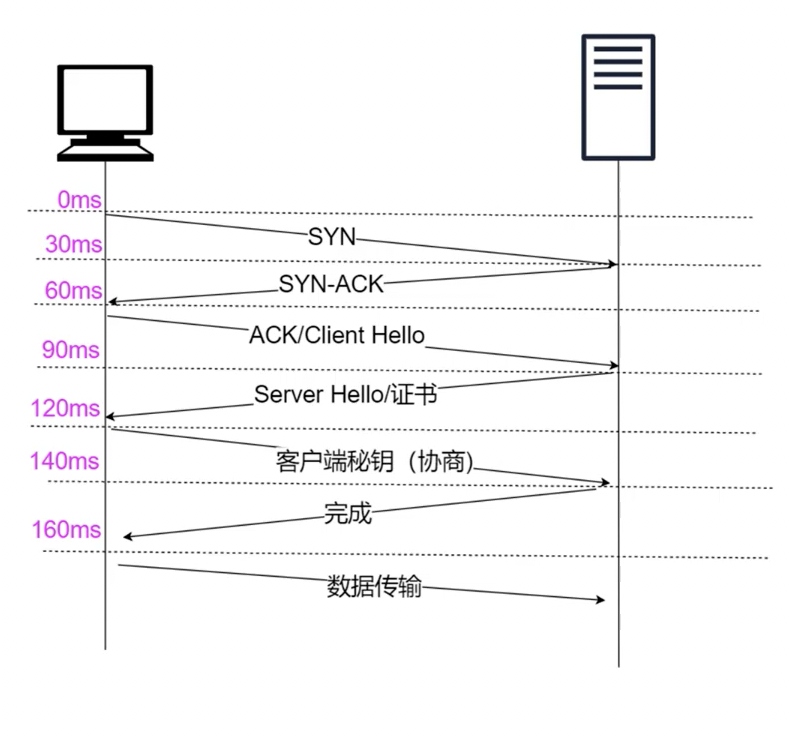 0ms
SYN
30ms
SYN-ACK
60ms
ACK/Client Hello
90ms
Server Hello/证书
120ms
客户端秘钥（协商)
140ms
完成
160ms
数据传输